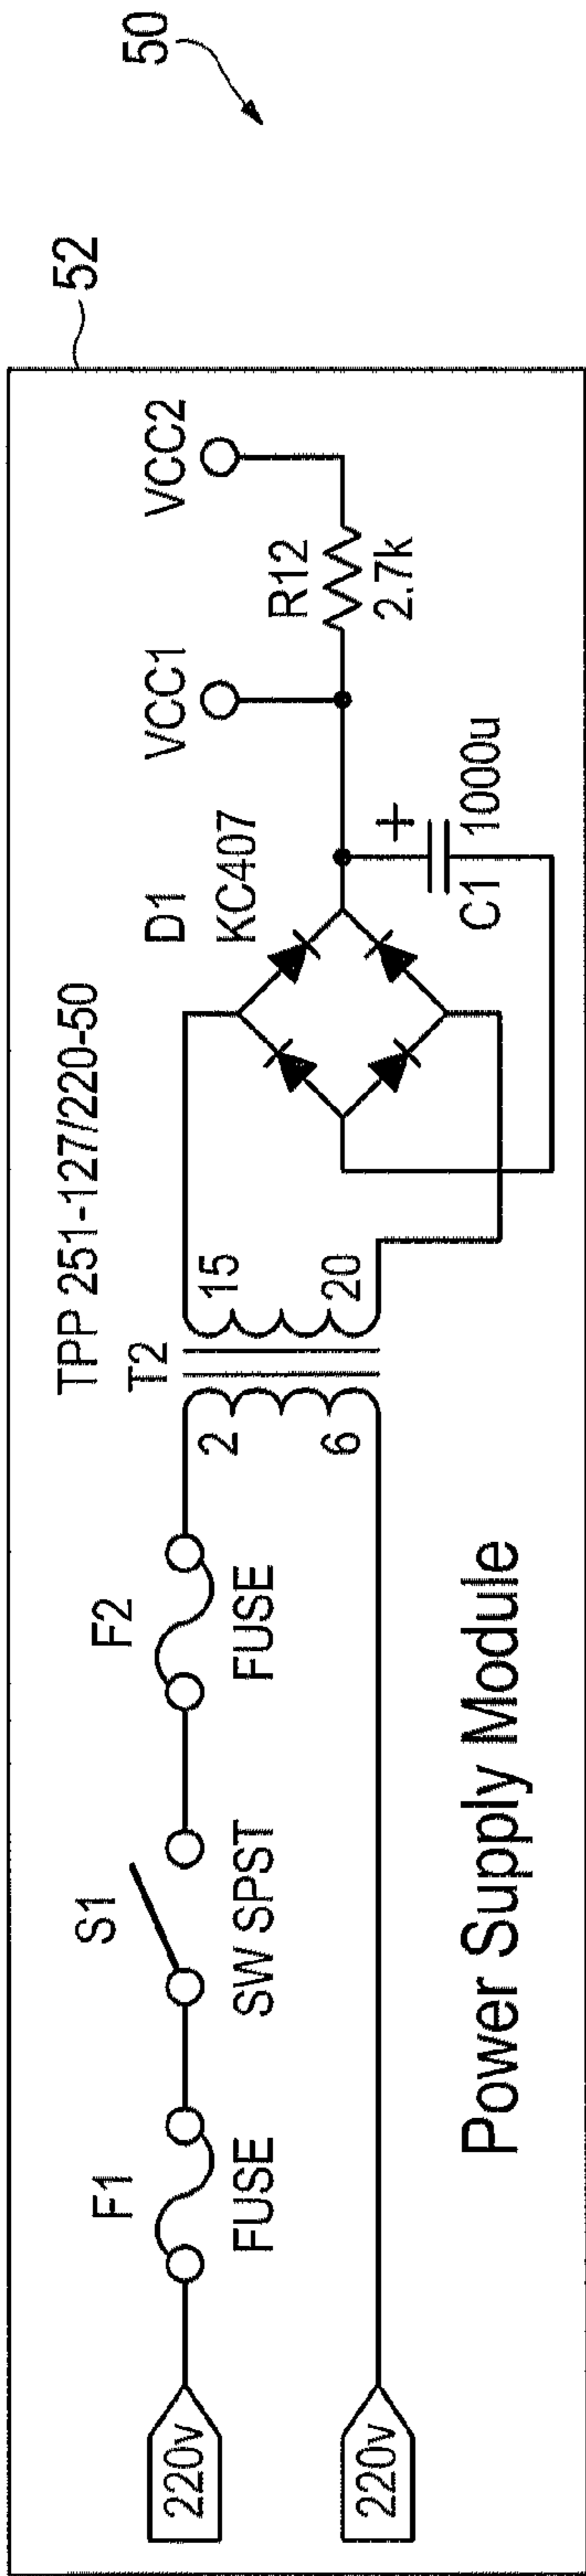 50
52
TPP 251-127/220-50
F1
S1
F2
T2
D1
KC407
VCC1
VCC2
220v
FUSE
SW SPST
FUSE
2
6
15
20
+
C1
1000u
R12
2.7k
220v
Power Supply Module